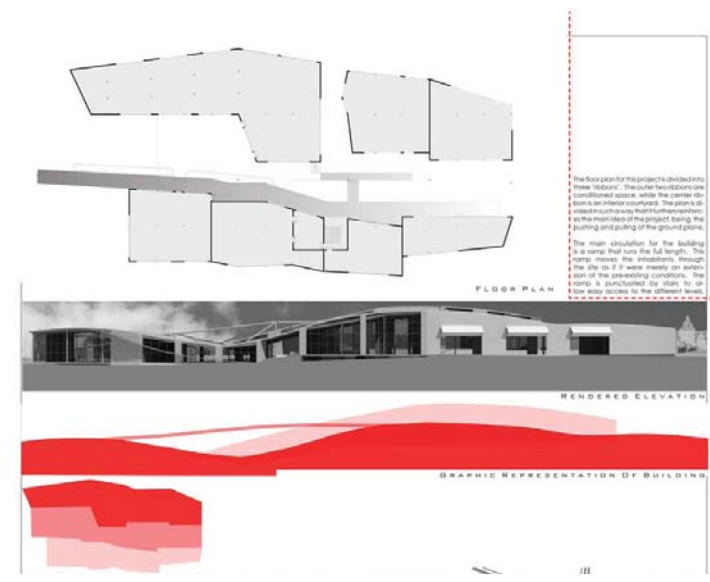 The floor plan for this project is divided into
three "ribbons". The outer two ribbons are
conditioned space, while the center rib-
bon is an interior courtyard. The plan is di-
vided in such a way that it furthers reinforc-
es the main idea of the project, being, the
pushing and pulling of the ground plane.
The main circulation for the building
is a ramp that runs the full length. This
ramp moves the inhabitants through
the site as if it were merely an exten-
sion of the pre-existing conditions. The
ramp is punctuated by stairs to al-
low easy access to the different levels.
FLOOR PLAN
RENDERED ELEVATION
GRAPHIC REPRESENTATION OF BUILDING